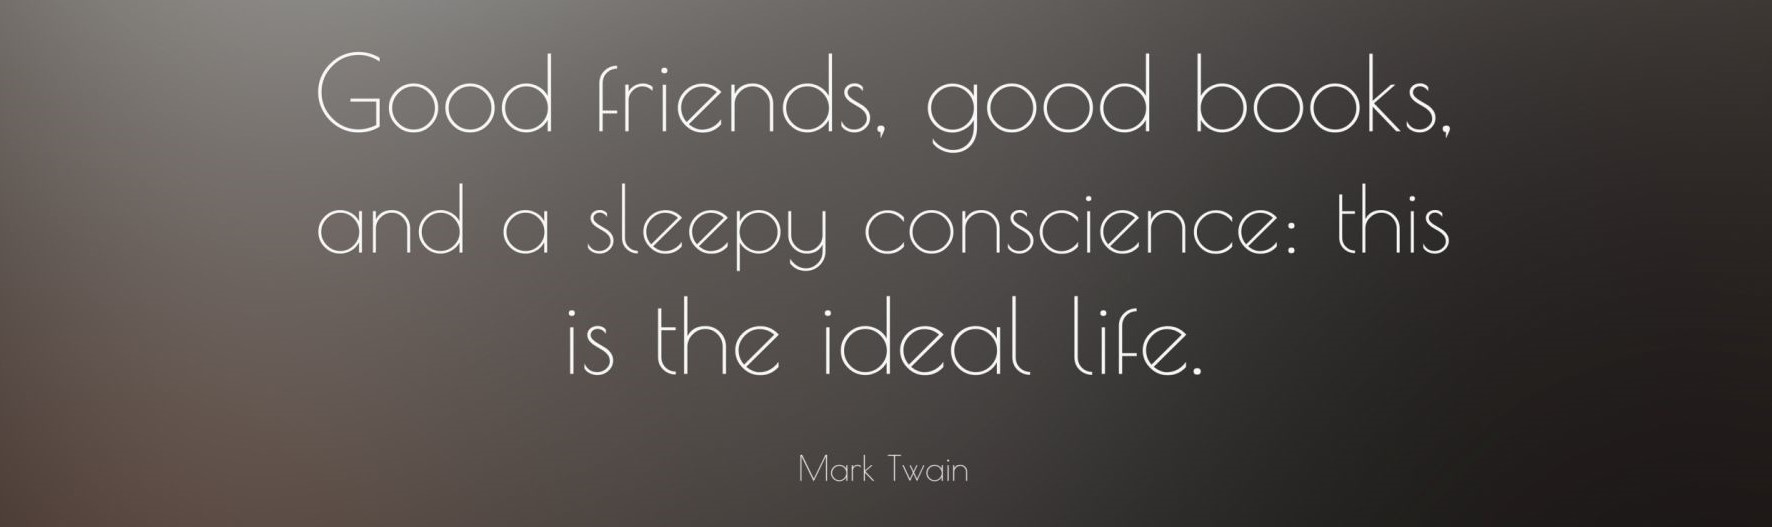 Good friends, good books,
and a sleepy conscience: this
is the ideal life.
Mark Twain